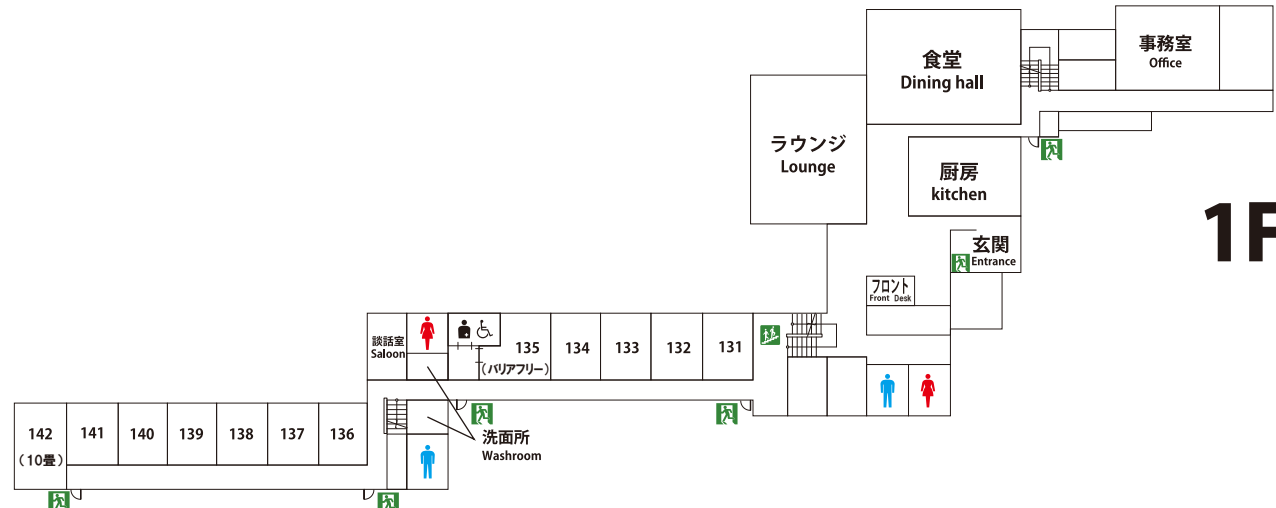 食堂
Dining hall
事務室
Office
ラウンジ
Lounge
厨房
kitchen
1F
玄関
Entrance
フロント
Front Desk
談話室
Saloon
135
(バリアフリー)
134
133
132
131
142
(10畳)
141
140
139
138
137
136
洗面所
Washroom